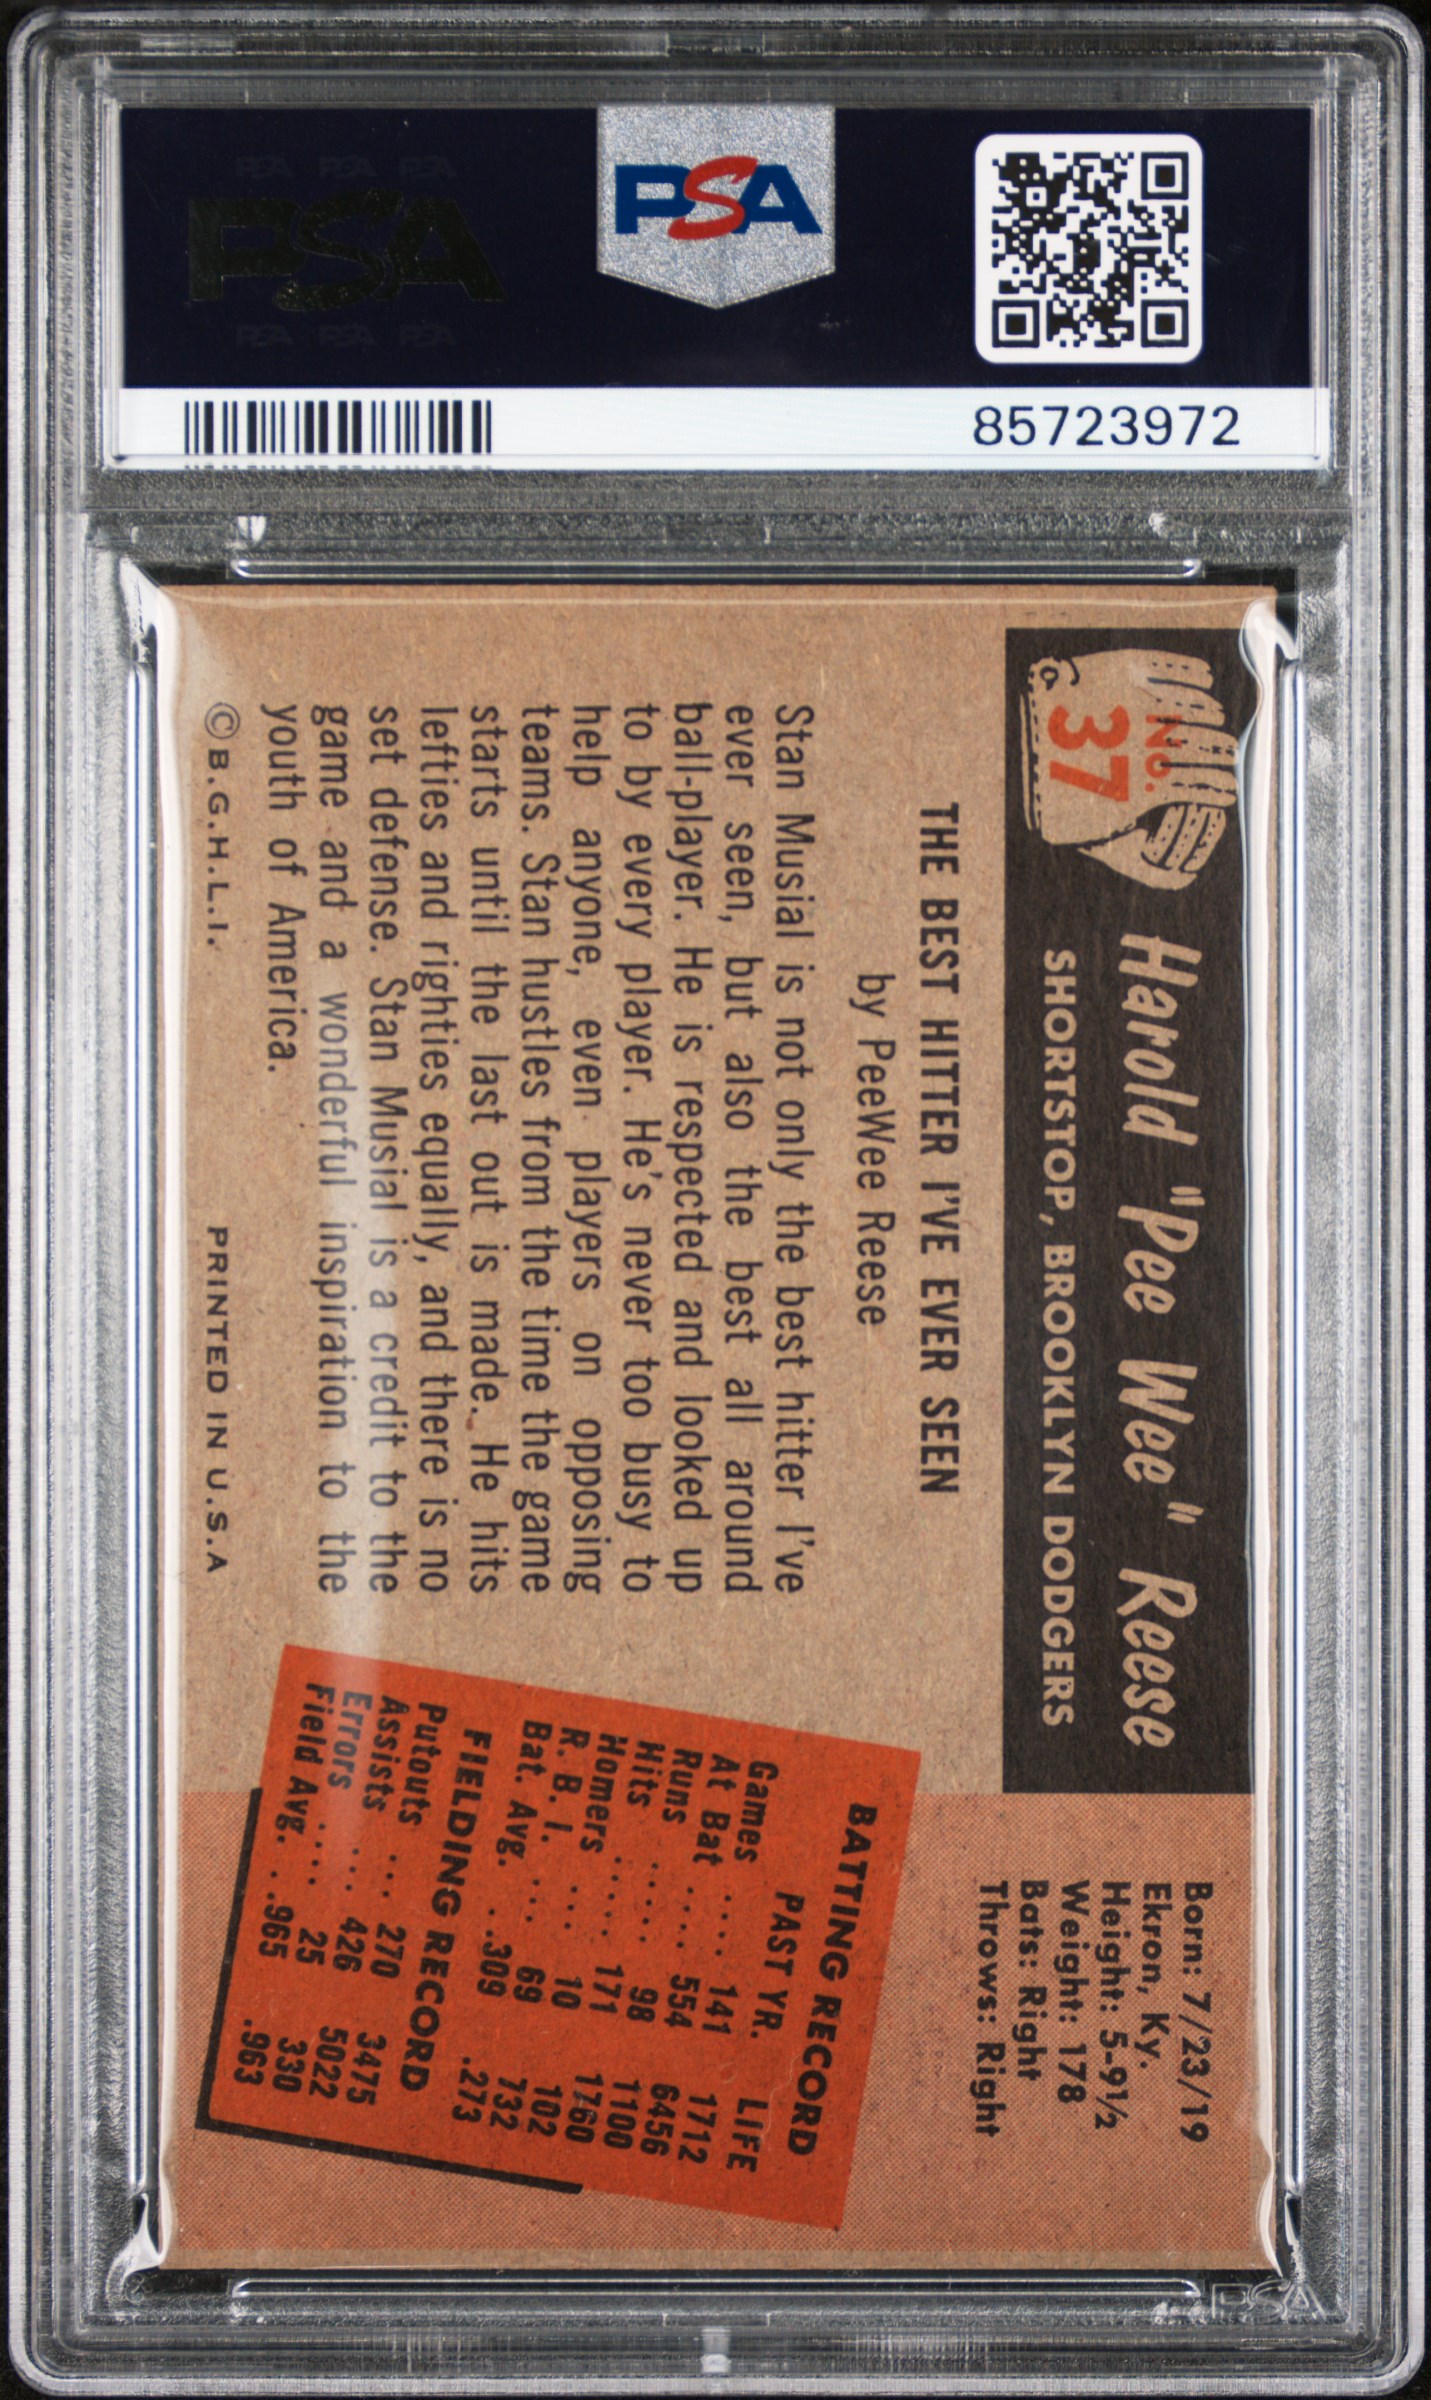 PSA PSA PSA
PSA
PSA PSA PSA
PSA
85723972
No.
37
Harold "Pee Wee" Reese
SHORTSTOP, BROOKLYN DODGERS
Born: 7/23/19
Ekron, Ky.
Height: 5-9½
Weight: 178
Bats: Right
Throws: Right
THE BEST HITTER I'VE EVER SEEN
by PeeWee Reese
Stan Musial is not only the best hitter I've
ever seen, but also the best all around
ball-player. He is respected and looked up
to by every player. He's never too busy to
help anyone, even players on opposing
teams. Stan hustles from the time the game
starts until the last out is made. He hits
lefties and righties equally, and there is no
set defense. Stan Musial is a credit to the
game and a wonderful inspiration to the
youth of America.
© B.G.H.L.I. PRINTED IN U.S.A
BATTING RECORD
PAST YR. LIFE
Games .... 141 1712
At Bat .... 554 6456
Runs ..... 98 1100
Hits ..... 171 1760
Homers ... 10 102
R. B. I. ... 69 732
Bat. Avg. ..309 .273
FIELDING RECORD
Putouts ... 270 3475
Assists ... 426 5022
Errors .... 25 330
Field Avg. ..965 .963
PSA